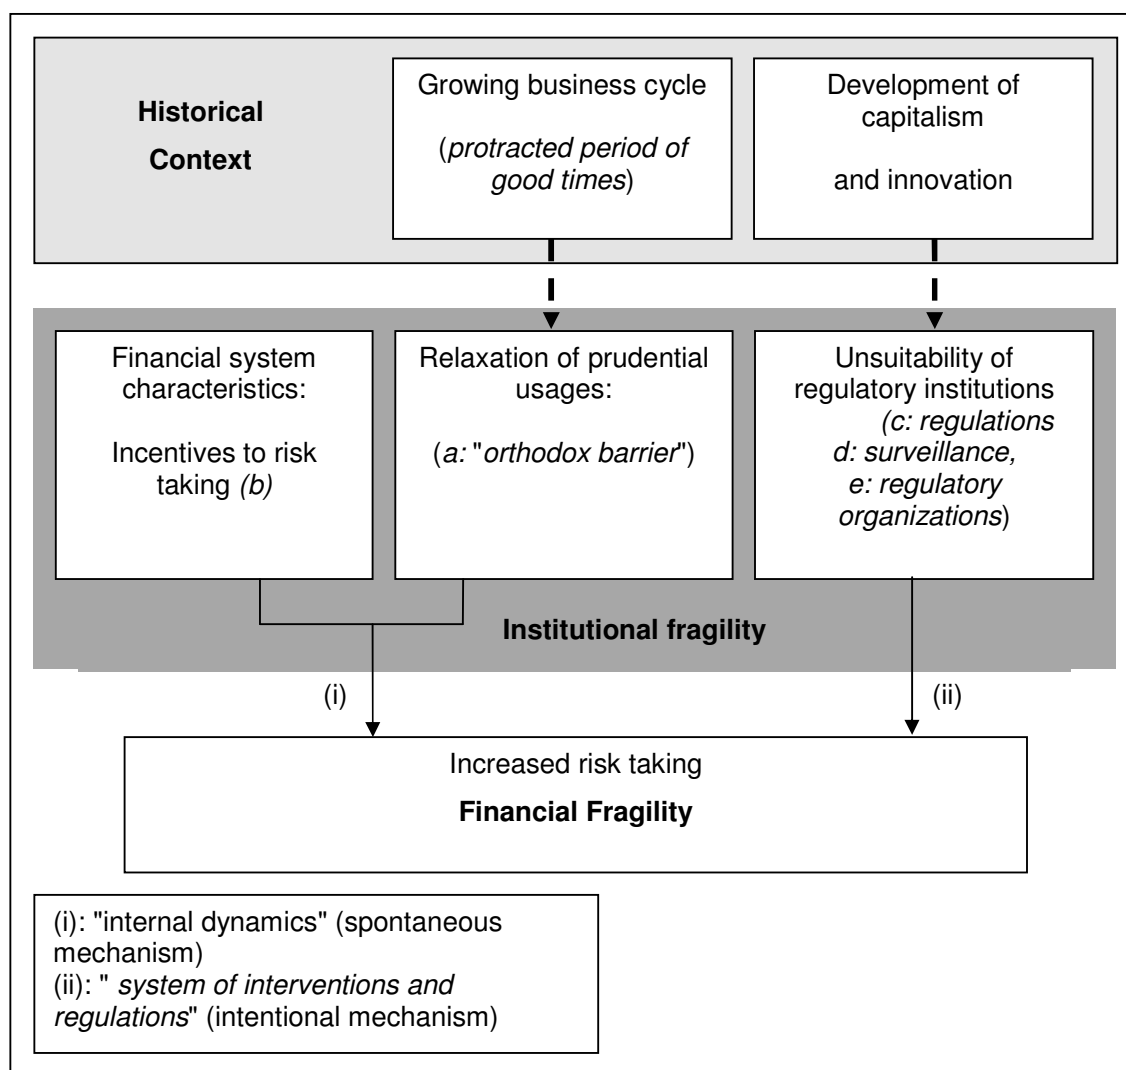 Historical
Context
Growing business cycle
(protracted period of
good times)
Development of
capitalism
and innovation
Financial system
characteristics:
Incentives to risk
taking (b)
Relaxation of prudential
usages:
(a: "orthodox barrier")
Unsuitability of
regulatory institutions
(c: regulations
d: surveillance,
e: regulatory
organizations)
Institutional fragility
(i)
(ii)
Increased risk taking
Financial Fragility
(i): "internal dynamics" (spontaneous
mechanism)
(ii): " system of interventions and
regulations" (intentional mechanism)